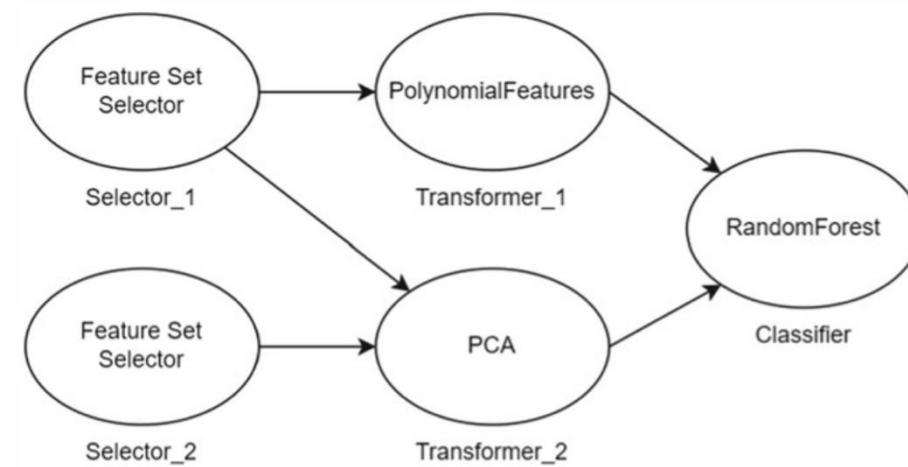 Feature Set
Selector
Selector_1
PolynomialFeatures
Transformer_1
RandomForest
Classifier
Feature Set
Selector
Selector_2
PCA
Transformer_2